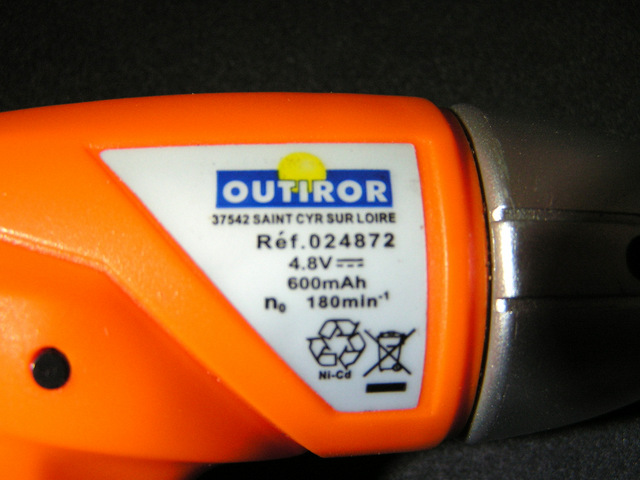 OUTIROR
37542 SAINT CYR SUR LOIRE
Réf.024872
4.8V⎓
600mAh
n₀ 180min⁻¹
Ni-Cd